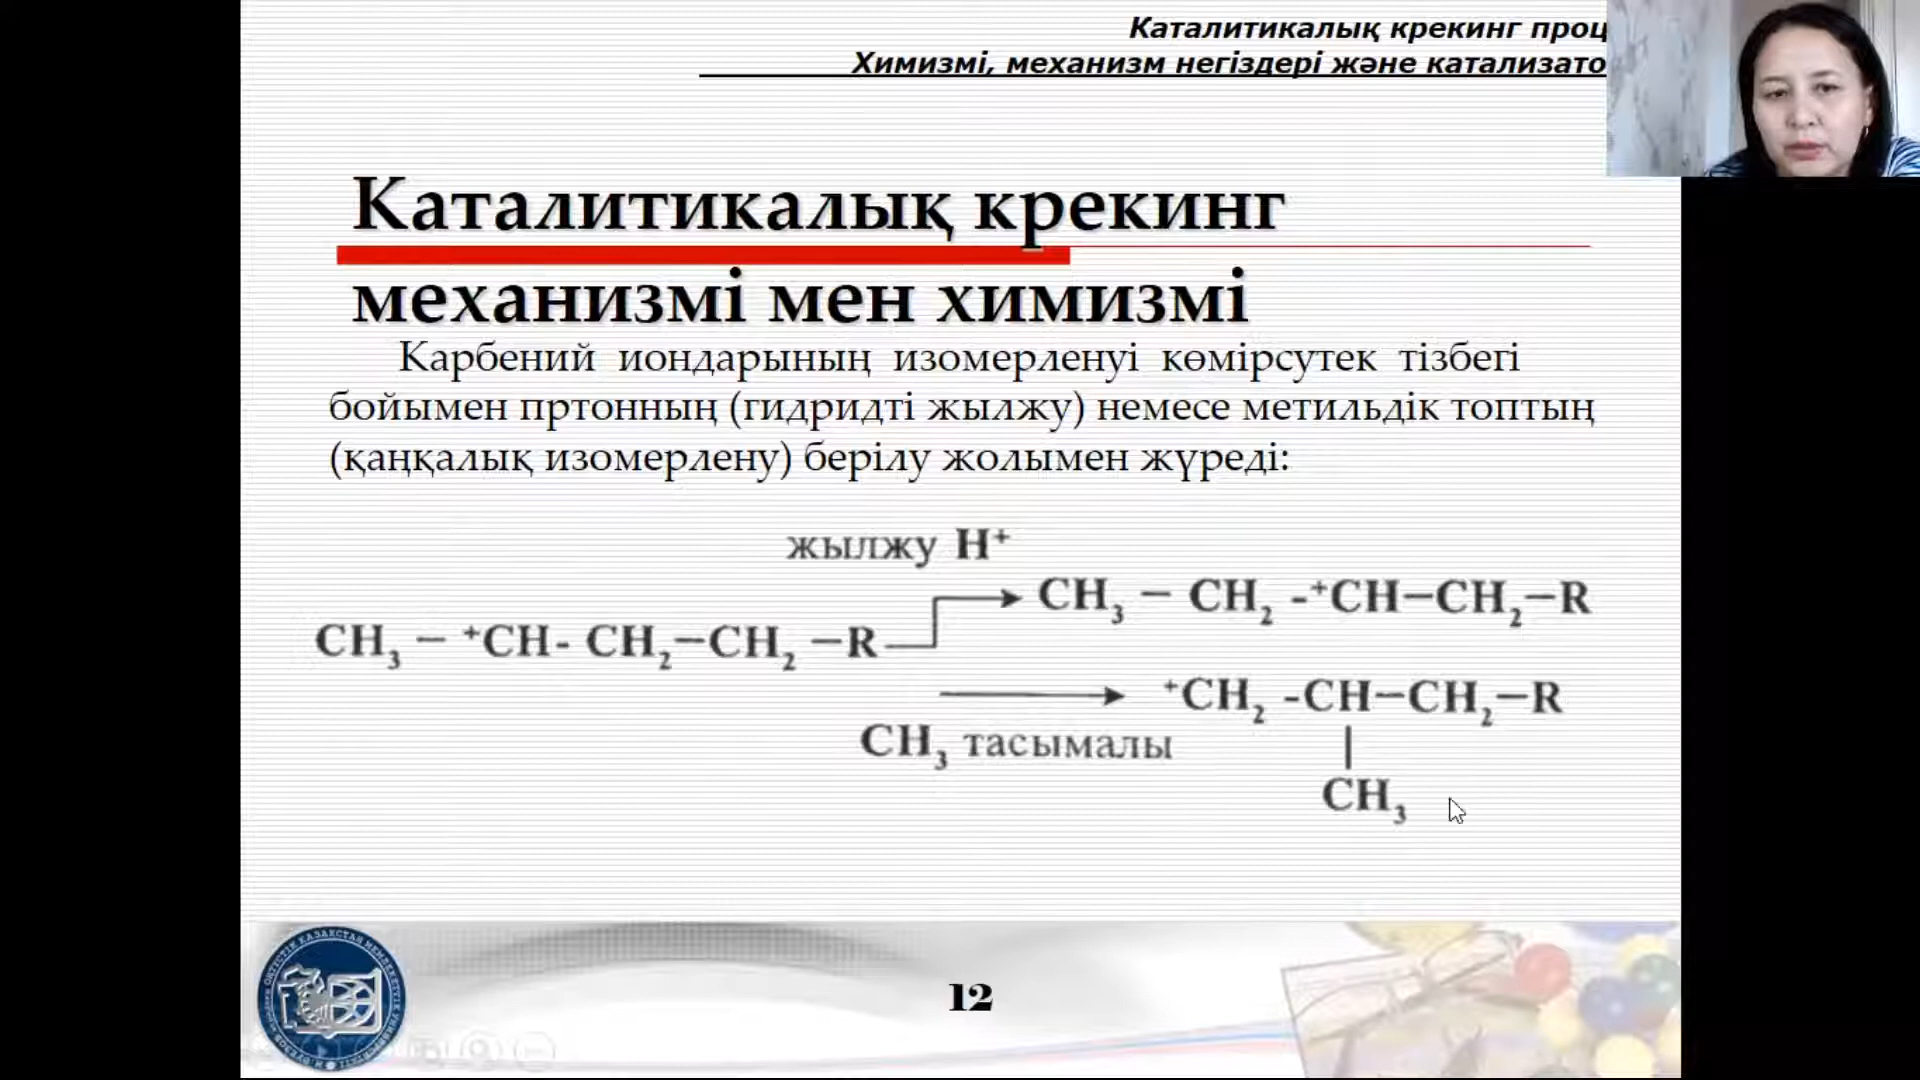 Каталитикалық крекинг проц
Химизмі, механизм негіздері және катализато
Каталитикалық крекинг
механизмі мен химизмі
Карбений иондарының изомерленуі көмірсутек тізбегі
бойымен пртонның (гидридті жылжу) немесе метильдік топтың
(қаңқалық изомерлену) берілу жолымен жүреді:
жылжу H⁺
CH₃ – CH₂ -⁺CH–CH₂–R
CH₃ – ⁺CH- CH₂–CH₂ –R
⁺CH₂ -CH–CH₂–R
CH₃ тасымалы
|
CH₃
12